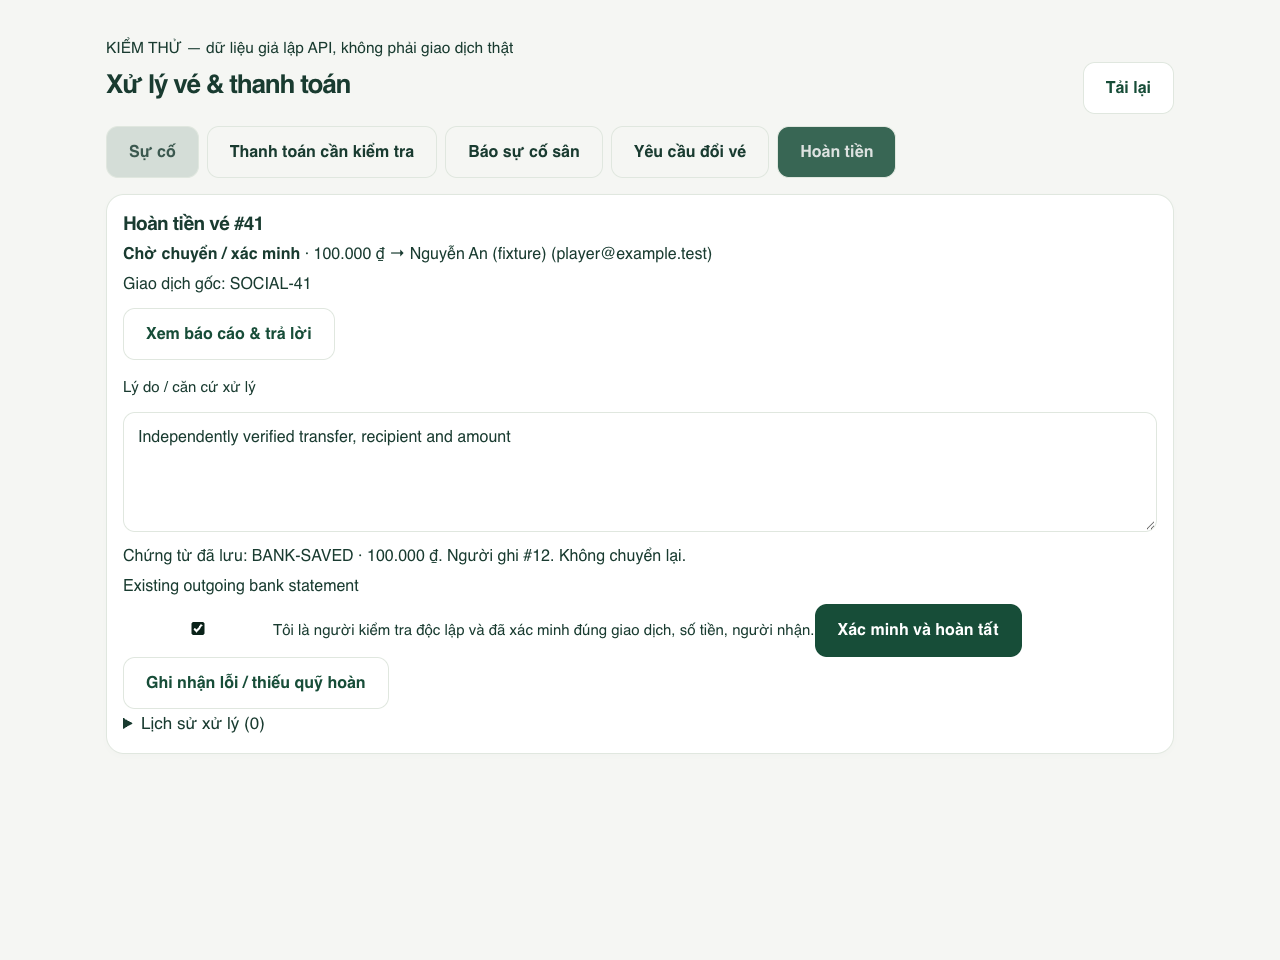 KIỂM THỬ — dữ liệu giả lập API, không phải giao dịch thật
Xử lý vé & thanh toán
Tải lại
Sự cố
Thanh toán cần kiểm tra
Báo sự cố sân
Yêu cầu đổi vé
Hoàn tiền
Hoàn tiền vé #41
Chờ chuyển / xác minh · 100.000 ₫ → Nguyễn An (fixture) (player@example.test)
Giao dịch gốc: SOCIAL-41
Xem báo cáo & trả lời
Lý do / căn cứ xử lý
Independently verified transfer, recipient and amount
Chứng từ đã lưu: BANK-SAVED · 100.000 ₫. Người ghi #12. Không chuyển lại.
Existing outgoing bank statement
Tôi là người kiểm tra độc lập và đã xác minh đúng giao dịch, số tiền, người nhận.
Xác minh và hoàn tất
Ghi nhận lỗi / thiếu quỹ hoàn
Lịch sử xử lý (0)